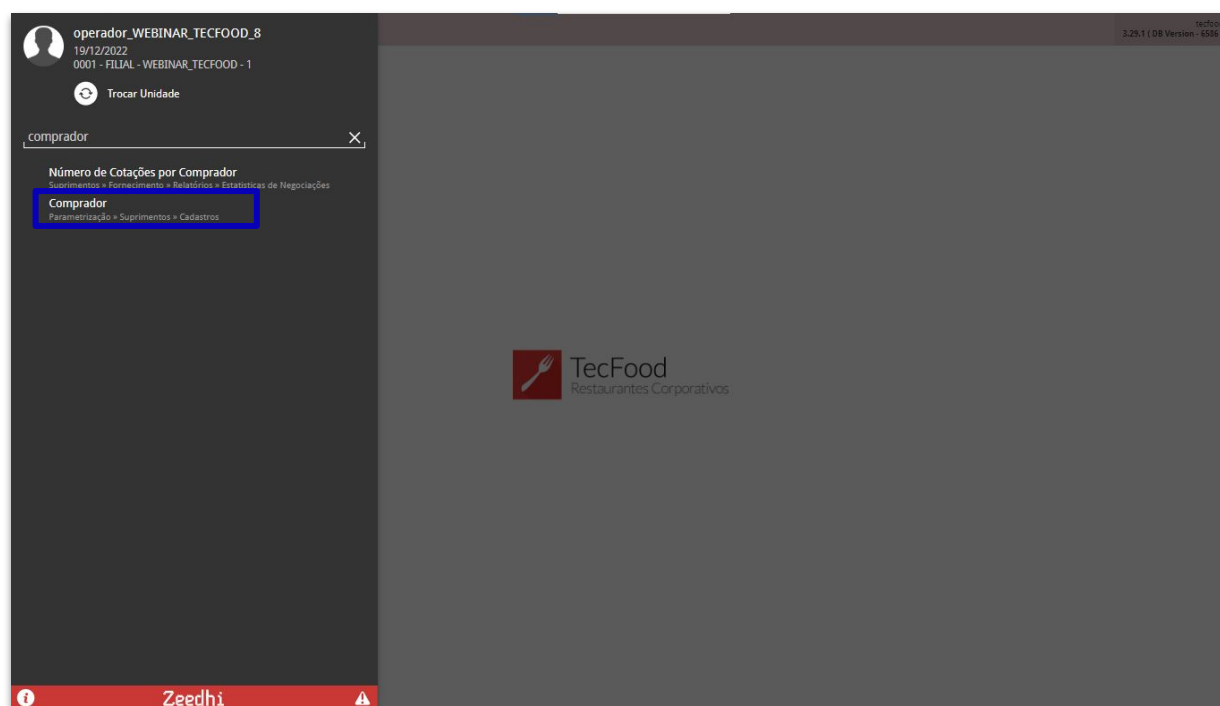 operador_WEBINAR_TECFOOD_8
19/12/2022
0001 - FILIAL - WEBINAR_TECFOOD - 1
Trocar Unidade
comprador
Número de Cotações por Comprador
Suprimentos » Fornecimento » Relatórios » Estatísticas de Negociações
Comprador
Parametrização » Suprimentos » Cadastros
3.29.1 ( DB Version - 6586
TecFood
Restaurantes Corporativos
Zeedhi